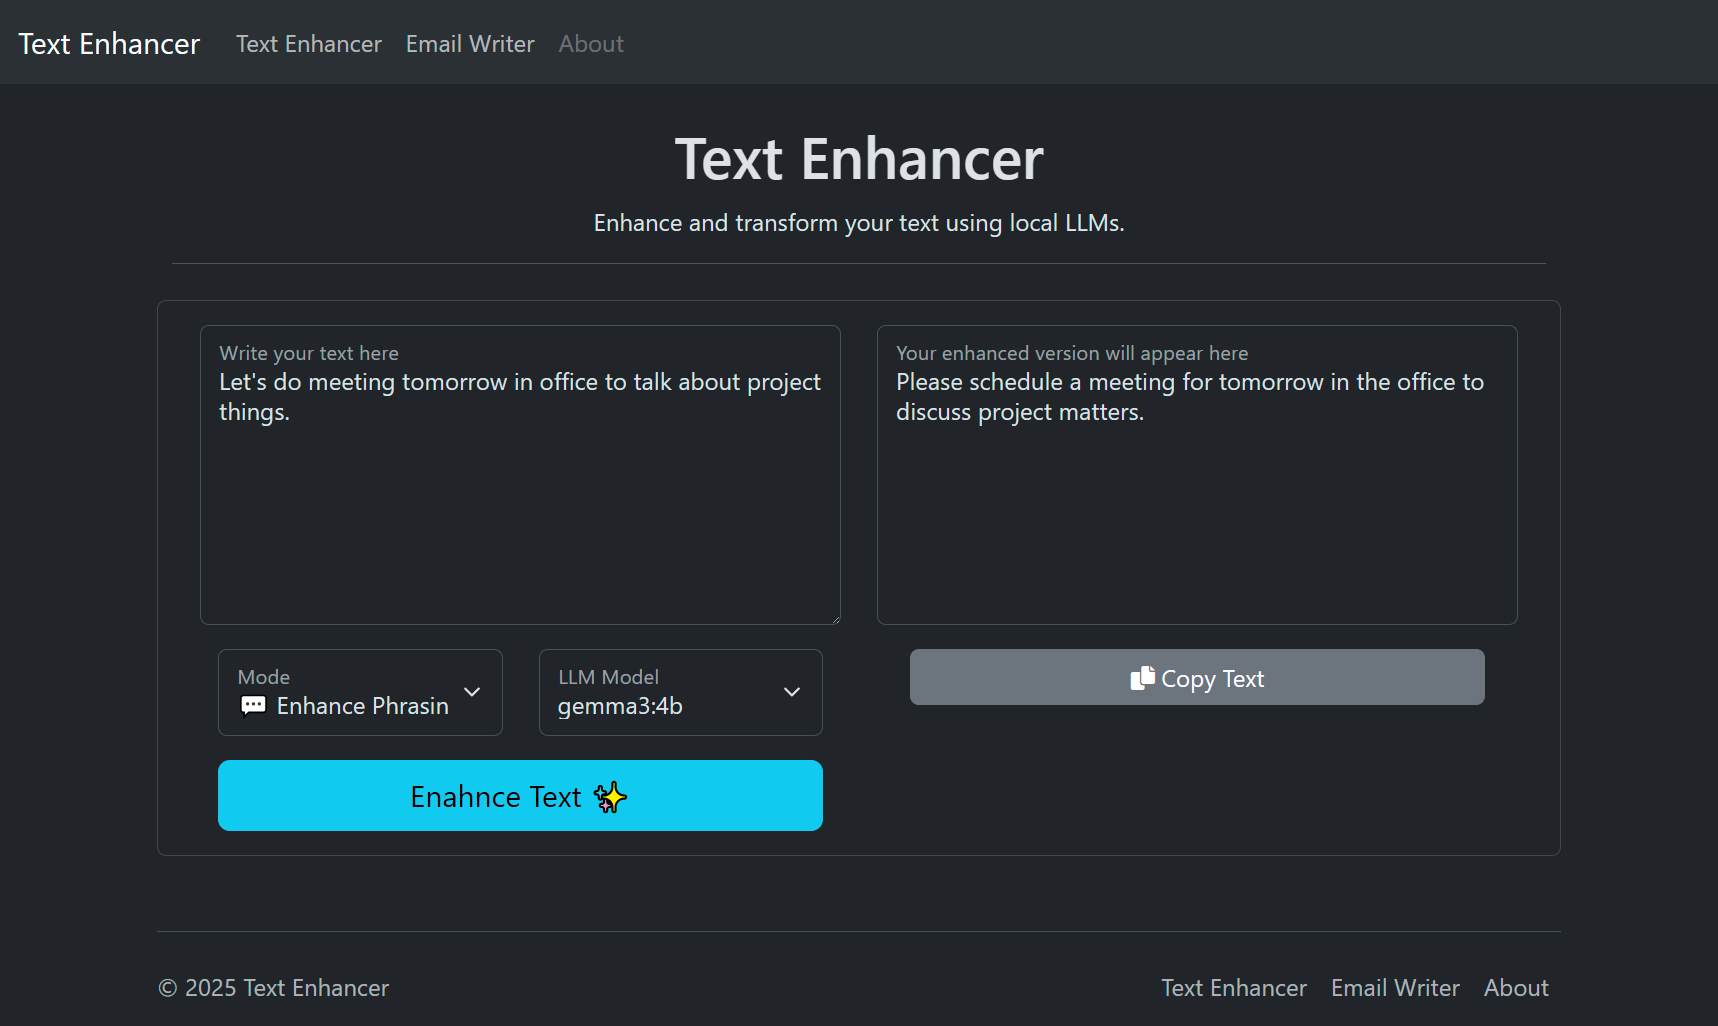 Text Enhancer Text Enhancer Email Writer About
Text Enhancer
Enhance and transform your text using local LLMs.
Write your text here
Let's do meeting tomorrow in office to talk about project
things.
Your enhanced version will appear here
Please schedule a meeting for tomorrow in the office to
discuss project matters.
Mode
💬 Enhance Phrasin
LLM Model
gemma3:4b
Copy Text
Enahnce Text ✨
© 2025 Text Enhancer
Text Enhancer Email Writer About